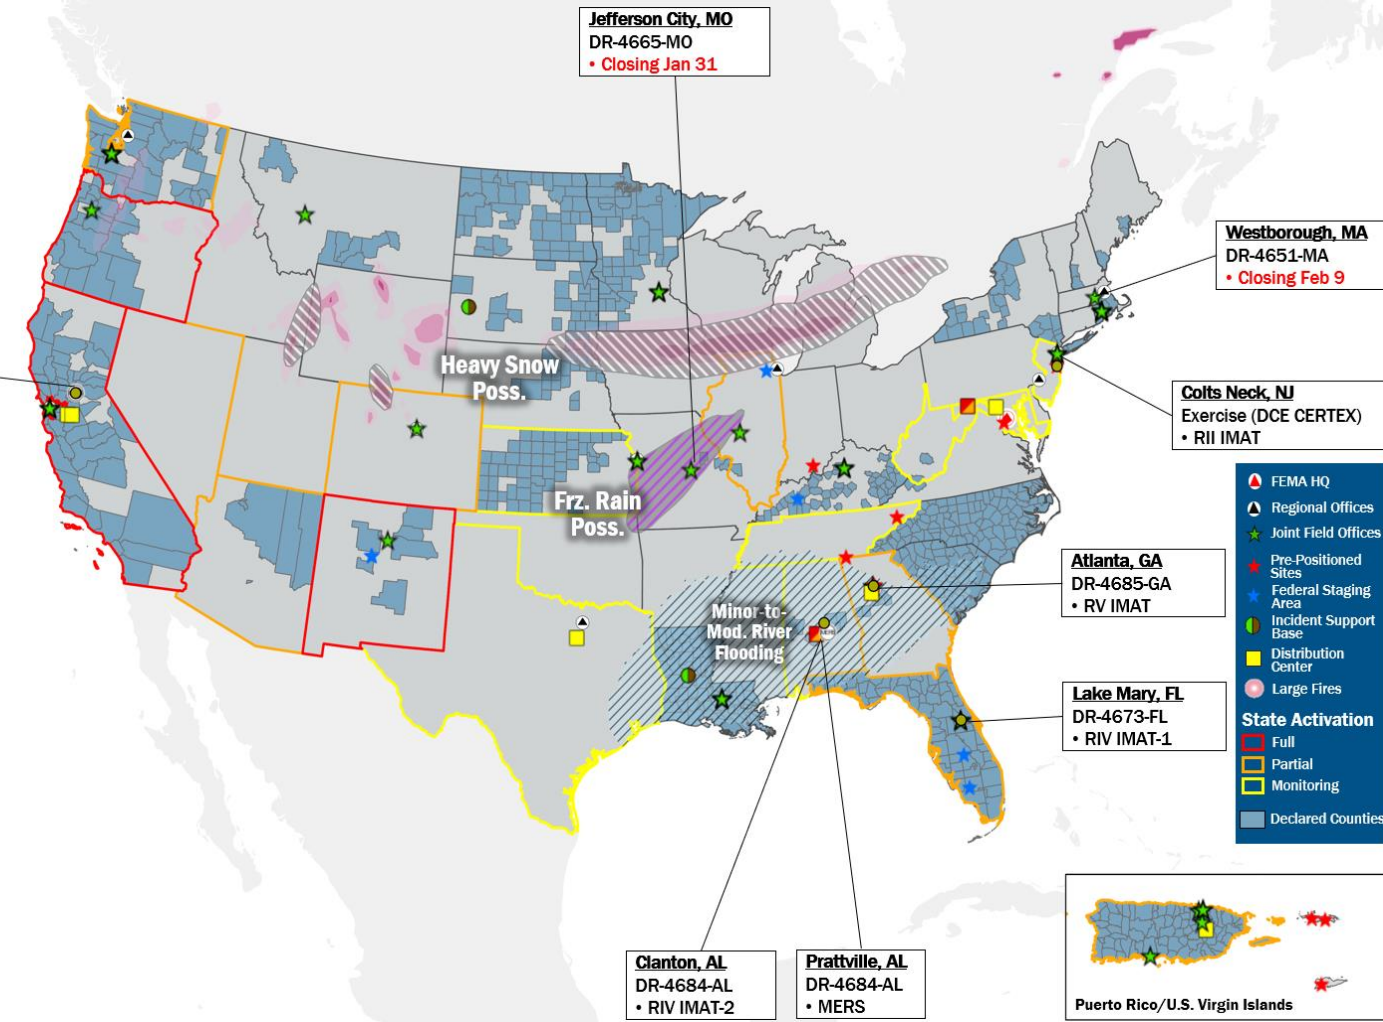 Jefferson City, MO
DR-4665-MO
• Closing Jan 31
Westborough, MA
DR-4651-MA
• Closing Feb 9
Heavy Snow
Poss.
Colts Neck, NJ
Exercise (DCE CERTEX)
• RII IMAT
Frz. Rain
Poss.
FEMA HQ
Regional Offices
Joint Field Offices
Pre-Positioned
Sites
Federal Staging
Area
Incident Support
Base
Distribution
Center
Large Fires
State Activation
Full
Partial
Monitoring
Declared Counties
Atlanta, GA
DR-4685-GA
• RV IMAT
Minor-to-
Mod. River
Flooding
MERS
Lake Mary, FL
DR-4673-FL
• RIV IMAT-1
Clanton, AL
DR-4684-AL
• RIV IMAT-2
Prattville, AL
DR-4684-AL
• MERS
Puerto Rico/U.S. Virgin Islands